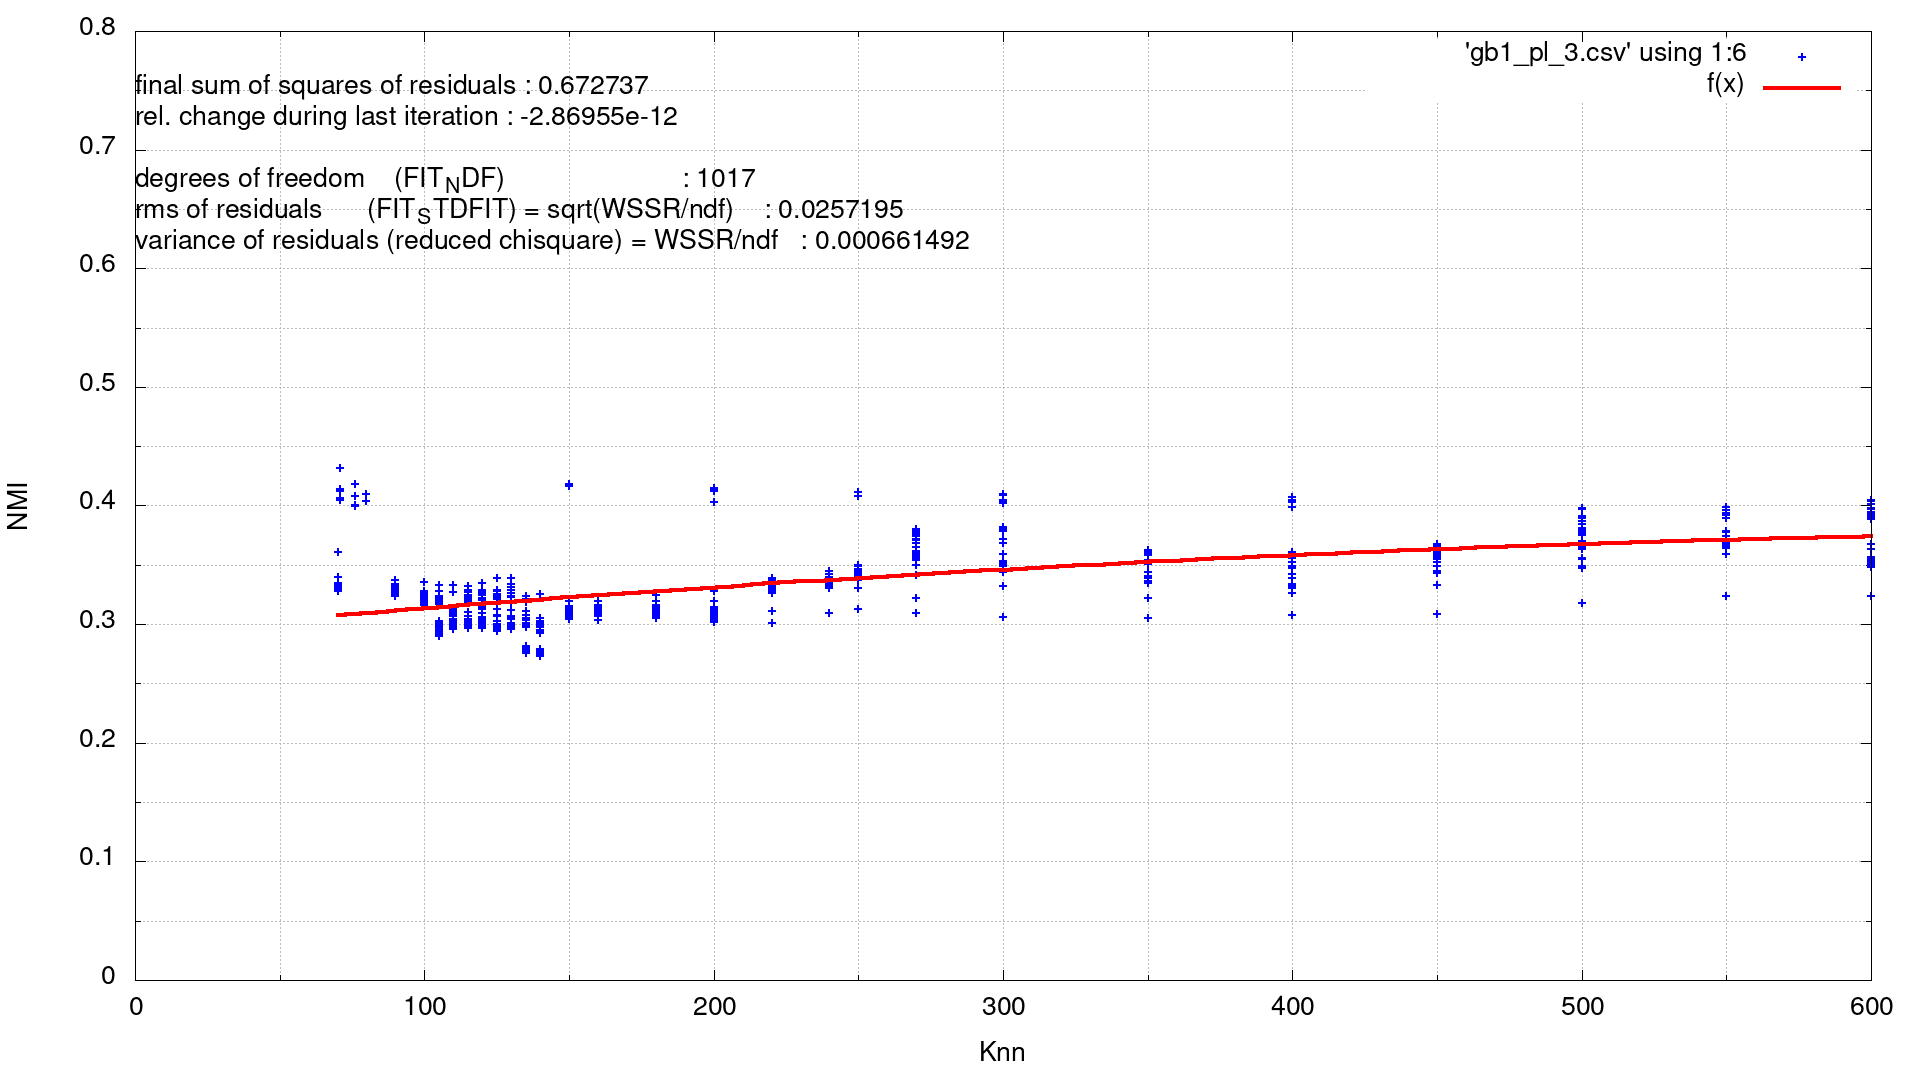 'gb1_pl_3.csv' using 1:6
f(x)
final sum of squares of residuals : 0.672737
rel. change during last iteration : -2.86955e-12
degrees of freedom (FIT_NDF) : 1017
rms of residuals (FIT_STDFIT) = sqrt(WSSR/ndf) : 0.0257195
variance of residuals (reduced chisquare) = WSSR/ndf : 0.000661492
0.8
0.7
0.6
0.5
0.4
0.3
0.2
0.1
0
NMI
0 100 200 300 400 500 600
Knn